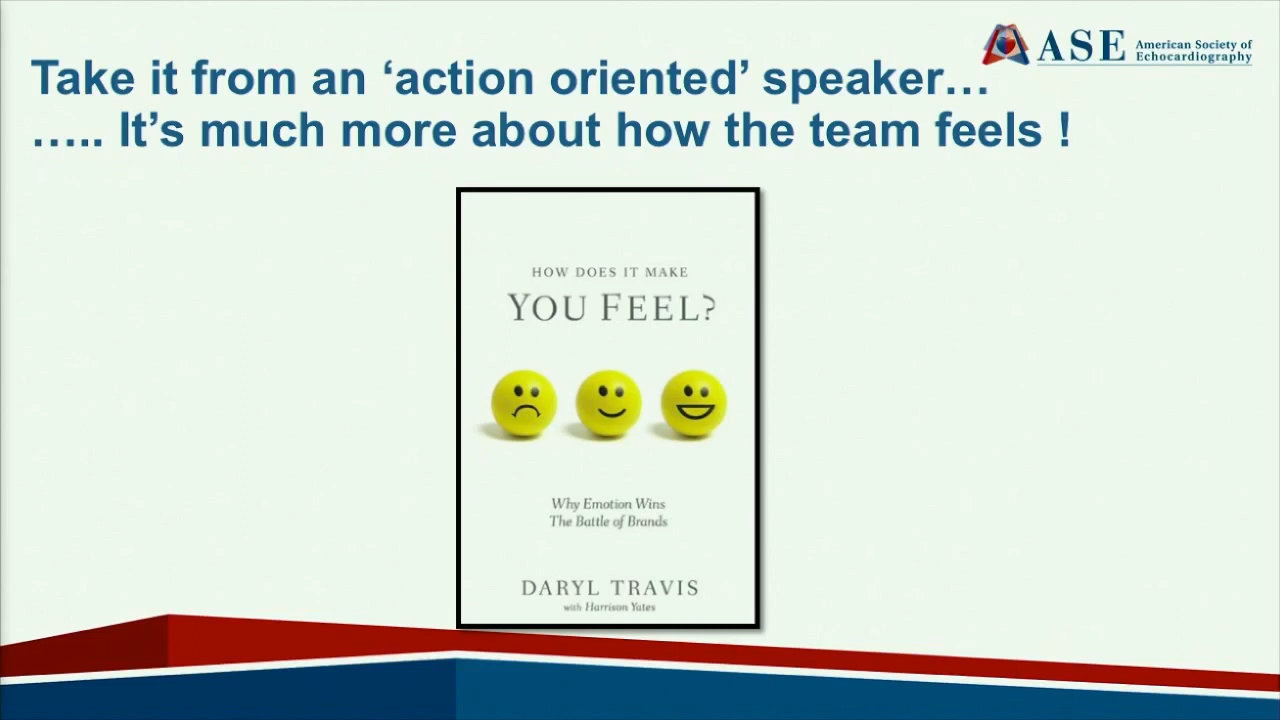 ASE American Society of
Echocardiography
Take it from an ‘action oriented’ speaker…
….. It’s much more about how the team feels !
HOW DOES IT MAKE
YOU FEEL?
Why Emotion Wins
The Battle of Brands
DARYL TRAVIS
with Harrison Yates